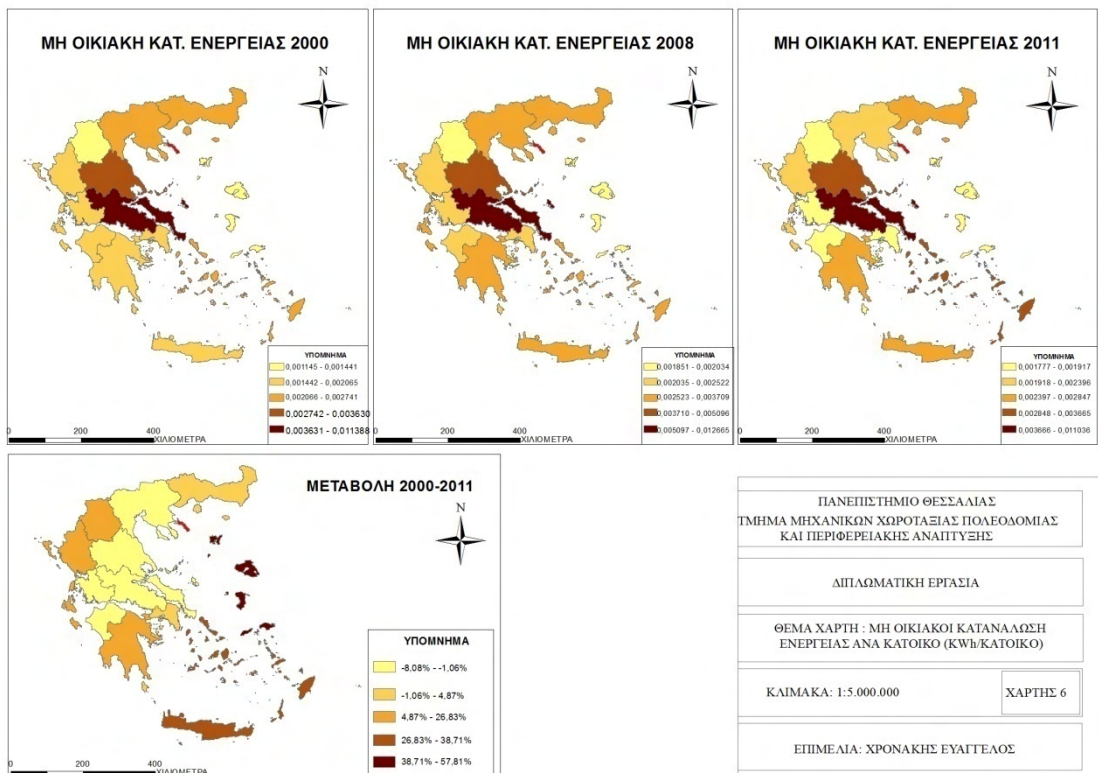 ΜΗ ΟΙΚΙΑΚΗ ΚΑΤ. ΕΝΕΡΓΕΙΑΣ 2000
N
ΥΠΟΜΝΗΜΑ
0,001145 - 0,001441
0,001442 - 0,002065
0,002066 - 0,002741
0,002742 - 0,003630
0,003631 - 0,011388
0 200 400
ΧΙΛΙΟΜΕΤΡΑ
ΜΗ ΟΙΚΙΑΚΗ ΚΑΤ. ΕΝΕΡΓΕΙΑΣ 2008
N
ΥΠΟΜΝΗΜΑ
0,001851 - 0,002034
0,002035 - 0,002522
0,002523 - 0,003709
0,003710 - 0,005096
0,005097 - 0,012665
0 200 400
ΧΙΛΙΟΜΕΤΡΑ
ΜΗ ΟΙΚΙΑΚΗ ΚΑΤ. ΕΝΕΡΓΕΙΑΣ 2011
N
ΥΠΟΜΝΗΜΑ
0,001777 - 0,001917
0,001918 - 0,002396
0,002397 - 0,002847
0,002848 - 0,003665
0,003666 - 0,011036
0 200 400
ΧΙΛΙΟΜΕΤΡΑ
ΜΕΤΑΒΟΛΗ 2000-2011
N
ΥΠΟΜΝΗΜΑ
-8,08% - -1,06%
-1,06% - 4,87%
4,87% - 26,83%
26,83% - 38,71%
38,71% - 57,81%
0 200 400
ΧΙΛΙΟΜΕΤΡΑ
ΠΑΝΕΠΙΣΤΗΜΙΟ ΘΕΣΣΑΛΙΑΣ
ΤΜΗΜΑ ΜΗΧΑΝΙΚΩΝ ΧΩΡΟΤΑΞΙΑΣ ΠΟΛΕΟΔΟΜΙΑΣ
ΚΑΙ ΠΕΡΙΦΕΡΕΙΑΚΗΣ ΑΝΑΠΤΥΞΗΣ
ΔΙΠΛΩΜΑΤΙΚΗ ΕΡΓΑΣΙΑ
ΘΕΜΑ ΧΑΡΤΗ : ΜΗ ΟΙΚΙΑΚΟΙ ΚΑΤΑΝΑΛΩΣΗ
ΕΝΕΡΓΕΙΑΣ ΑΝΑ ΚΑΤΟΙΚΟ (KWh/ΚΑΤΟΙΚΟ)
ΚΛΙΜΑΚΑ: 1:5.000.000
ΧΑΡΤΗΣ 6
ΕΠΙΜΕΛΙΑ: ΧΡΟΝΑΚΗΣ ΕΥΑΓΓΕΛΟΣ